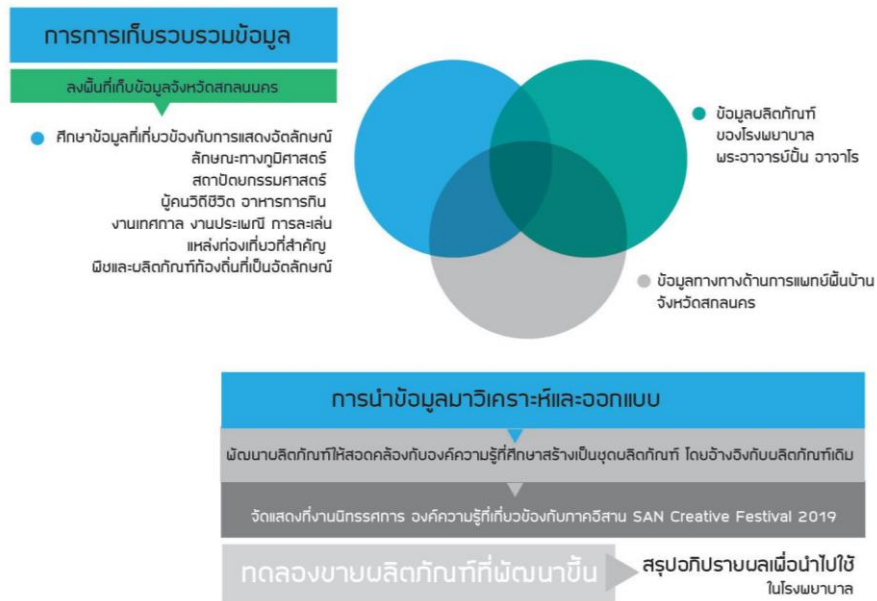 การการเก็บรวบรวมข้อมูล
ลงพื้นที่เก็บข้อมูลจังหวัดสกลนนคร
ศึกษาข้อมูลที่เกี่ยวข้องกับการแสดงอัตลักษณ์
ลักษณะทางภูมิศาสตร์
สถาปัตยกรรมศาสตร์
ผู้คนวิถีชีวิต อาหารการกิน
งานเทศกาล งานประเพณี การละเล่น
แหล่งท่องเที่ยวที่สำคัญ
พืชและผลิตภัณฑ์ท้องถิ่นที่เป็นอัตลักษณ์
ข้อมูลผลิตภัณฑ์
ของโรงพยาบาล
พระอาจารย์ปั้น อาจาโร
ข้อมูลทางทางด้านการแพทย์พื้นบ้าน
จังหวัดสกลนคร
การนำข้อมูลมาวิเคราะห์และออกแบบ
พัฒนาผลิตภัณฑ์ให้สอดคล้องกับองค์ความรู้ที่ศึกษาสร้างเป็นชุดผลิตภัณฑ์ โดยอ้างอิงกับผลิตภัณฑ์เดิม
จัดแสดงที่งานนิทรรศการ องค์ความรู้ที่เกี่ยวข้องกับภาคอีสาน SAN Creative Festival 2019
ทดลองขายผลิตภัณฑ์ที่พัฒนาขึ้น
สรุปอภิปรายผลเพื่อนำไปใช้
ในโรงพยาบาล